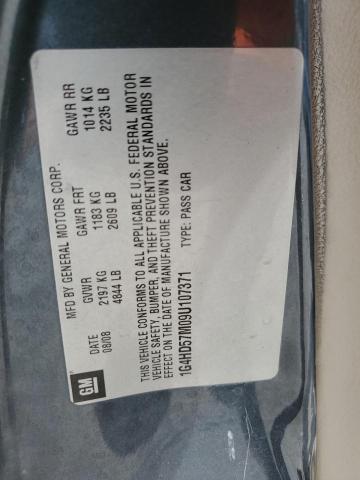 MFD BY GENERAL MOTORS CORP.
DATE GVWR GAWR FRT GAWR RR
08/08 2197 KG 1183 KG 1014 KG
4844 LB 2609 LB 2235 LB
THIS VEHICLE CONFORMS TO ALL APPLICABLE U.S. FEDERAL MOTOR
VEHICLE SAFETY, BUMPER, AND THEFT PREVENTION STANDARDS IN
EFFECT ON THE DATE OF MANUFACTURE SHOWN ABOVE.
1G4HD57M09U107371 TYPE: PASS CAR
GM